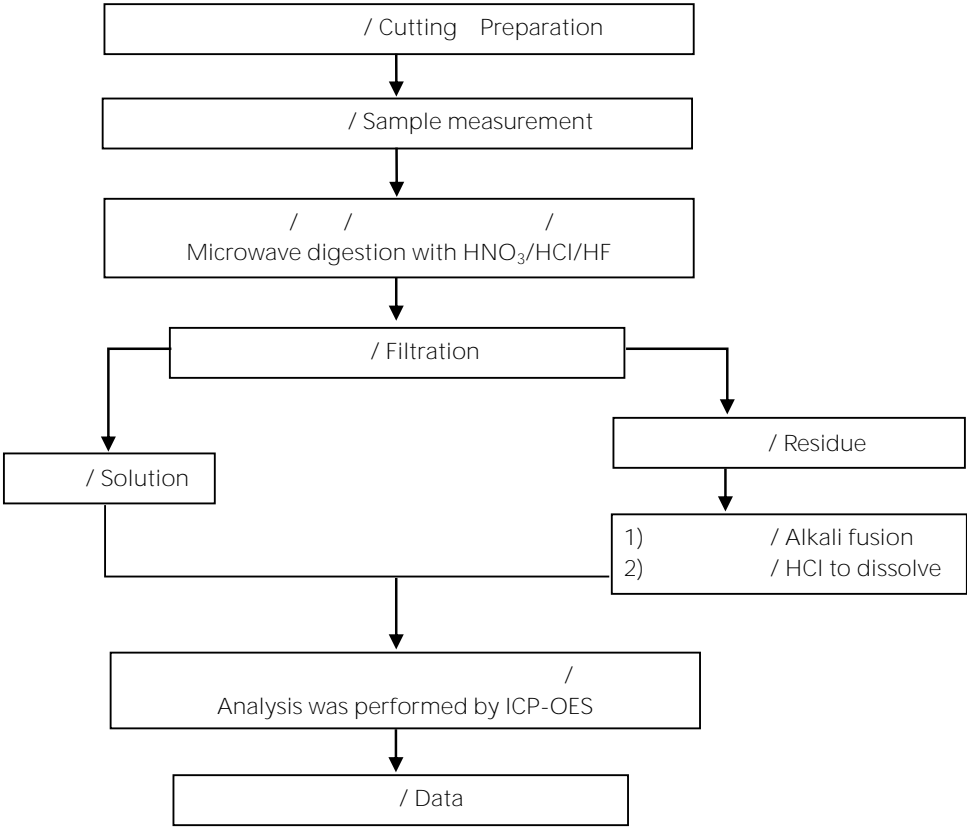 / Cutting Preparation
/ Sample measurement
/ / /
Microwave digestion with HNO₃/HCl/HF
/ Filtration
/ Residue
/ Solution
1) / Alkali fusion
2) / HCl to dissolve
/
Analysis was performed by ICP-OES
/ Data